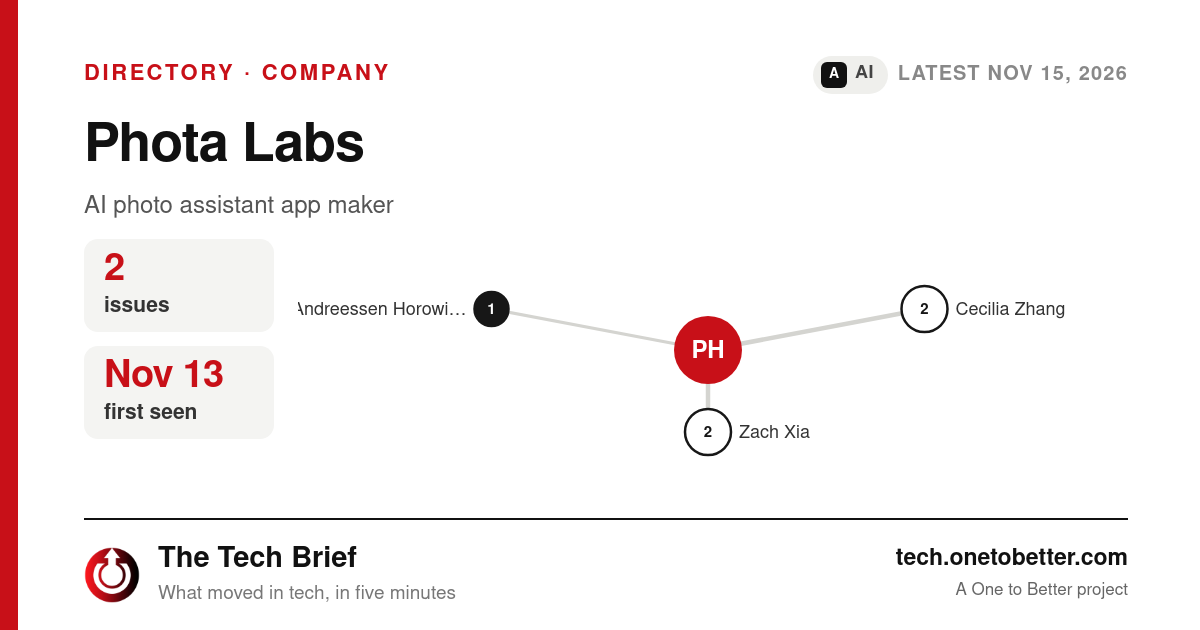 DIRECTORY · COMPANY
A AI LATEST NOV 15, 2026
Phota Labs
AI photo assistant app maker
2
issues
Nov 13
first seen
Andreessen Horowi… 1
PH
2 Cecilia Zhang
2 Zach Xia
The Tech Brief
What moved in tech, in five minutes
tech.onetobetter.com
A One to Better project